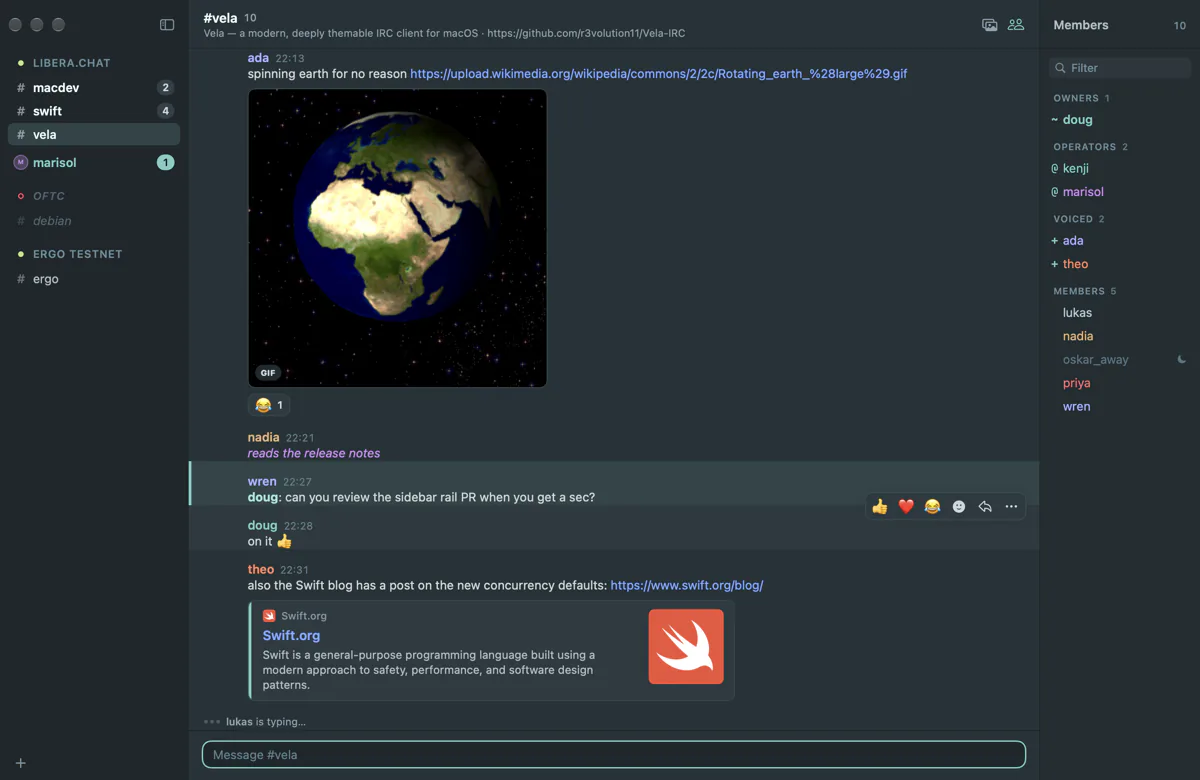 LIBERA.CHAT
# macdev 2
# swift 4
# vela
M marisol 1
OFTC
# debian
ERGO TESTNET
# ergo
+
#vela 10
Vela — a modern, deeply themable IRC client for macOS · https://github.com/r3volution11/Vela-IRC
ada 22:13
spinning earth for no reason https://upload.wikimedia.org/wikipedia/commons/2/2c/Rotating_earth_%28large%29.gif
GIF
😂 1
nadia 22:21
reads the release notes
wren 22:27
doug: can you review the sidebar rail PR when you get a sec?
doug 22:28
on it 👍
theo 22:31
also the Swift blog has a post on the new concurrency defaults: https://www.swift.org/blog/
Swift.org
Swift.org
Swift is a general-purpose programming language built using a
modern approach to safety, performance, and software design
patterns.
lukas is typing...
Message #vela
Members 10
Filter
OWNERS 1
~ doug
OPERATORS 2
@ kenji
@ marisol
VOICED 2
+ ada
+ theo
MEMBERS 5
lukas
nadia
oskar_away
priya
wren